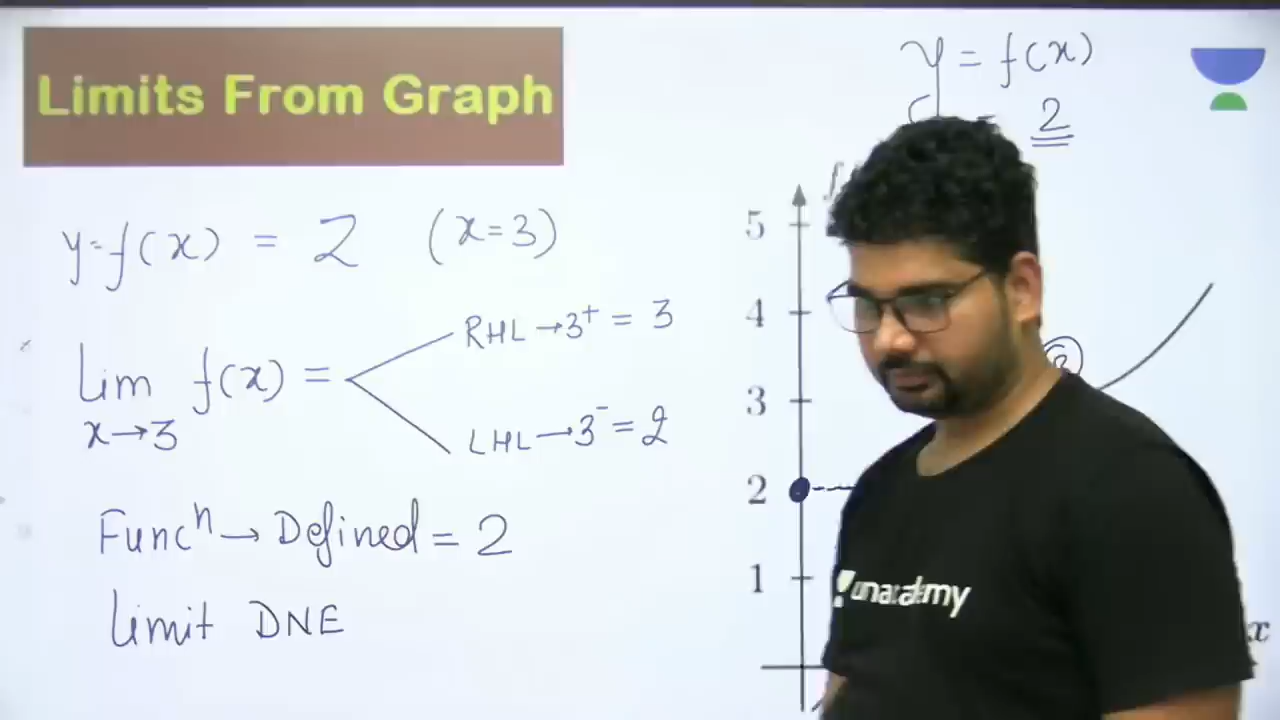 Limits From Graph
y=f(x) = 2 (x=3)
lim x→3 f(x) =
RHL → 3⁺ = 3
LHL → 3⁻ = 2
Funcⁿ → Defined = 2
Limit DNE
y = f(x)
= 2
5
4
3
2
1
x
unacademy